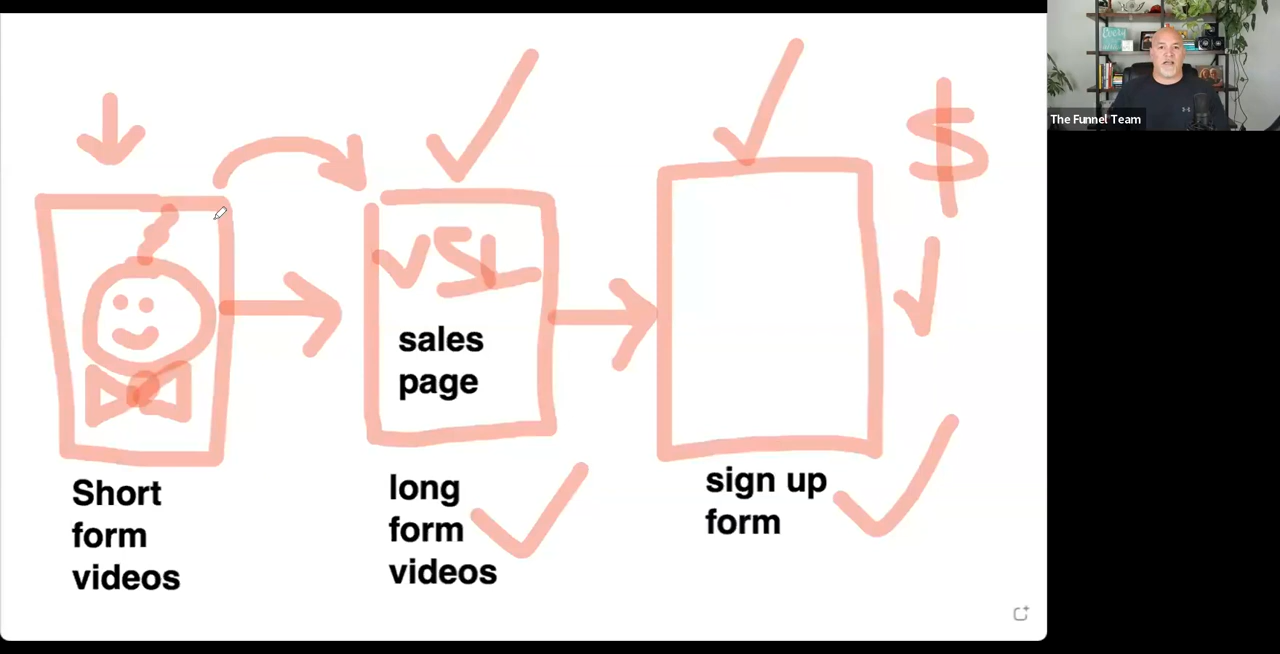 VSL
sales
page
Short
form
videos
long
form
videos
sign up
form
$
The Funnel Team